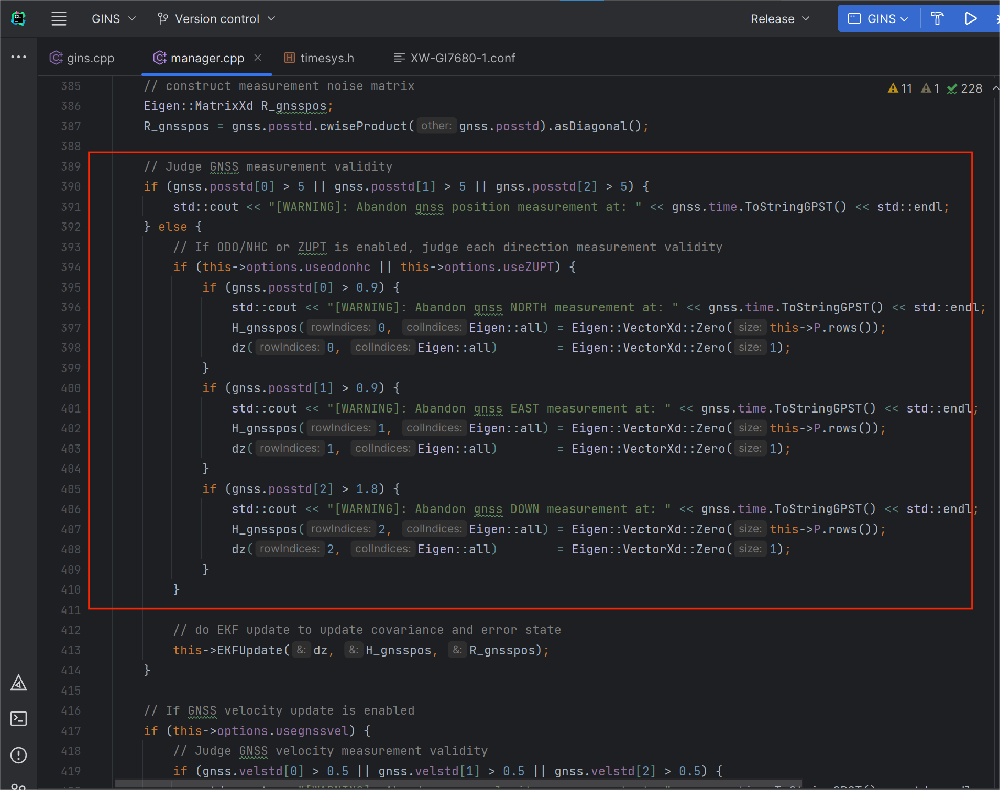 CL GINS Version control Release GINS
gins.cpp manager.cpp timesys.h XW-GI7680-1.conf
11 1 228
385 // construct measurement noise matrix
386 Eigen::MatrixXd R_gnsspos;
387 R_gnsspos = gnss.posstd.cwiseProduct( other: gnss.posstd).asDiagonal();
388
389 // Judge GNSS measurement validity
390 if (gnss.posstd[0] > 5 || gnss.posstd[1] > 5 || gnss.posstd[2] > 5) {
391 std::cout << "[WARNING]: Abandon gnss position measurement at: " << gnss.time.ToStringGPST() << std::endl;
392 } else {
393 // If ODO/NHC or ZUPT is enabled, judge each direction measurement validity
394 if (this->options.useodonhc || this->options.useZUPT) {
395 if (gnss.posstd[0] > 0.9) {
396 std::cout << "[WARNING]: Abandon gnss NORTH measurement at: " << gnss.time.ToStringGPST() << std::endl;
397 H_gnsspos( rowIndices: 0, colIndices: Eigen::all) = Eigen::VectorXd::Zero( size: this->P.rows());
398 dz( rowIndices: 0, colIndices: Eigen::all) = Eigen::VectorXd::Zero( size: 1);
399 }
400 if (gnss.posstd[1] > 0.9) {
401 std::cout << "[WARNING]: Abandon gnss EAST measurement at: " << gnss.time.ToStringGPST() << std::endl;
402 H_gnsspos( rowIndices: 1, colIndices: Eigen::all) = Eigen::VectorXd::Zero( size: this->P.rows());
403 dz( rowIndices: 1, colIndices: Eigen::all) = Eigen::VectorXd::Zero( size: 1);
404 }
405 if (gnss.posstd[2] > 1.8) {
406 std::cout << "[WARNING]: Abandon gnss DOWN measurement at: " << gnss.time.ToStringGPST() << std::endl;
407 H_gnsspos( rowIndices: 2, colIndices: Eigen::all) = Eigen::VectorXd::Zero( size: this->P.rows());
408 dz( rowIndices: 2, colIndices: Eigen::all) = Eigen::VectorXd::Zero( size: 1);
409 }
410 }
411
412 // do EKF update to update covariance and error state
413 this->EKFUpdate( &: dz, &: H_gnsspos, &: R_gnsspos);
414 }
415
416 // If GNSS velocity update is enabled
417 if (this->options.usegnssvel) {
418 // Judge GNSS velocity measurement validity
419 if (gnss.velstd[0] > 0.5 || gnss.velstd[1] > 0.5 || gnss.velstd[2] > 0.5) {